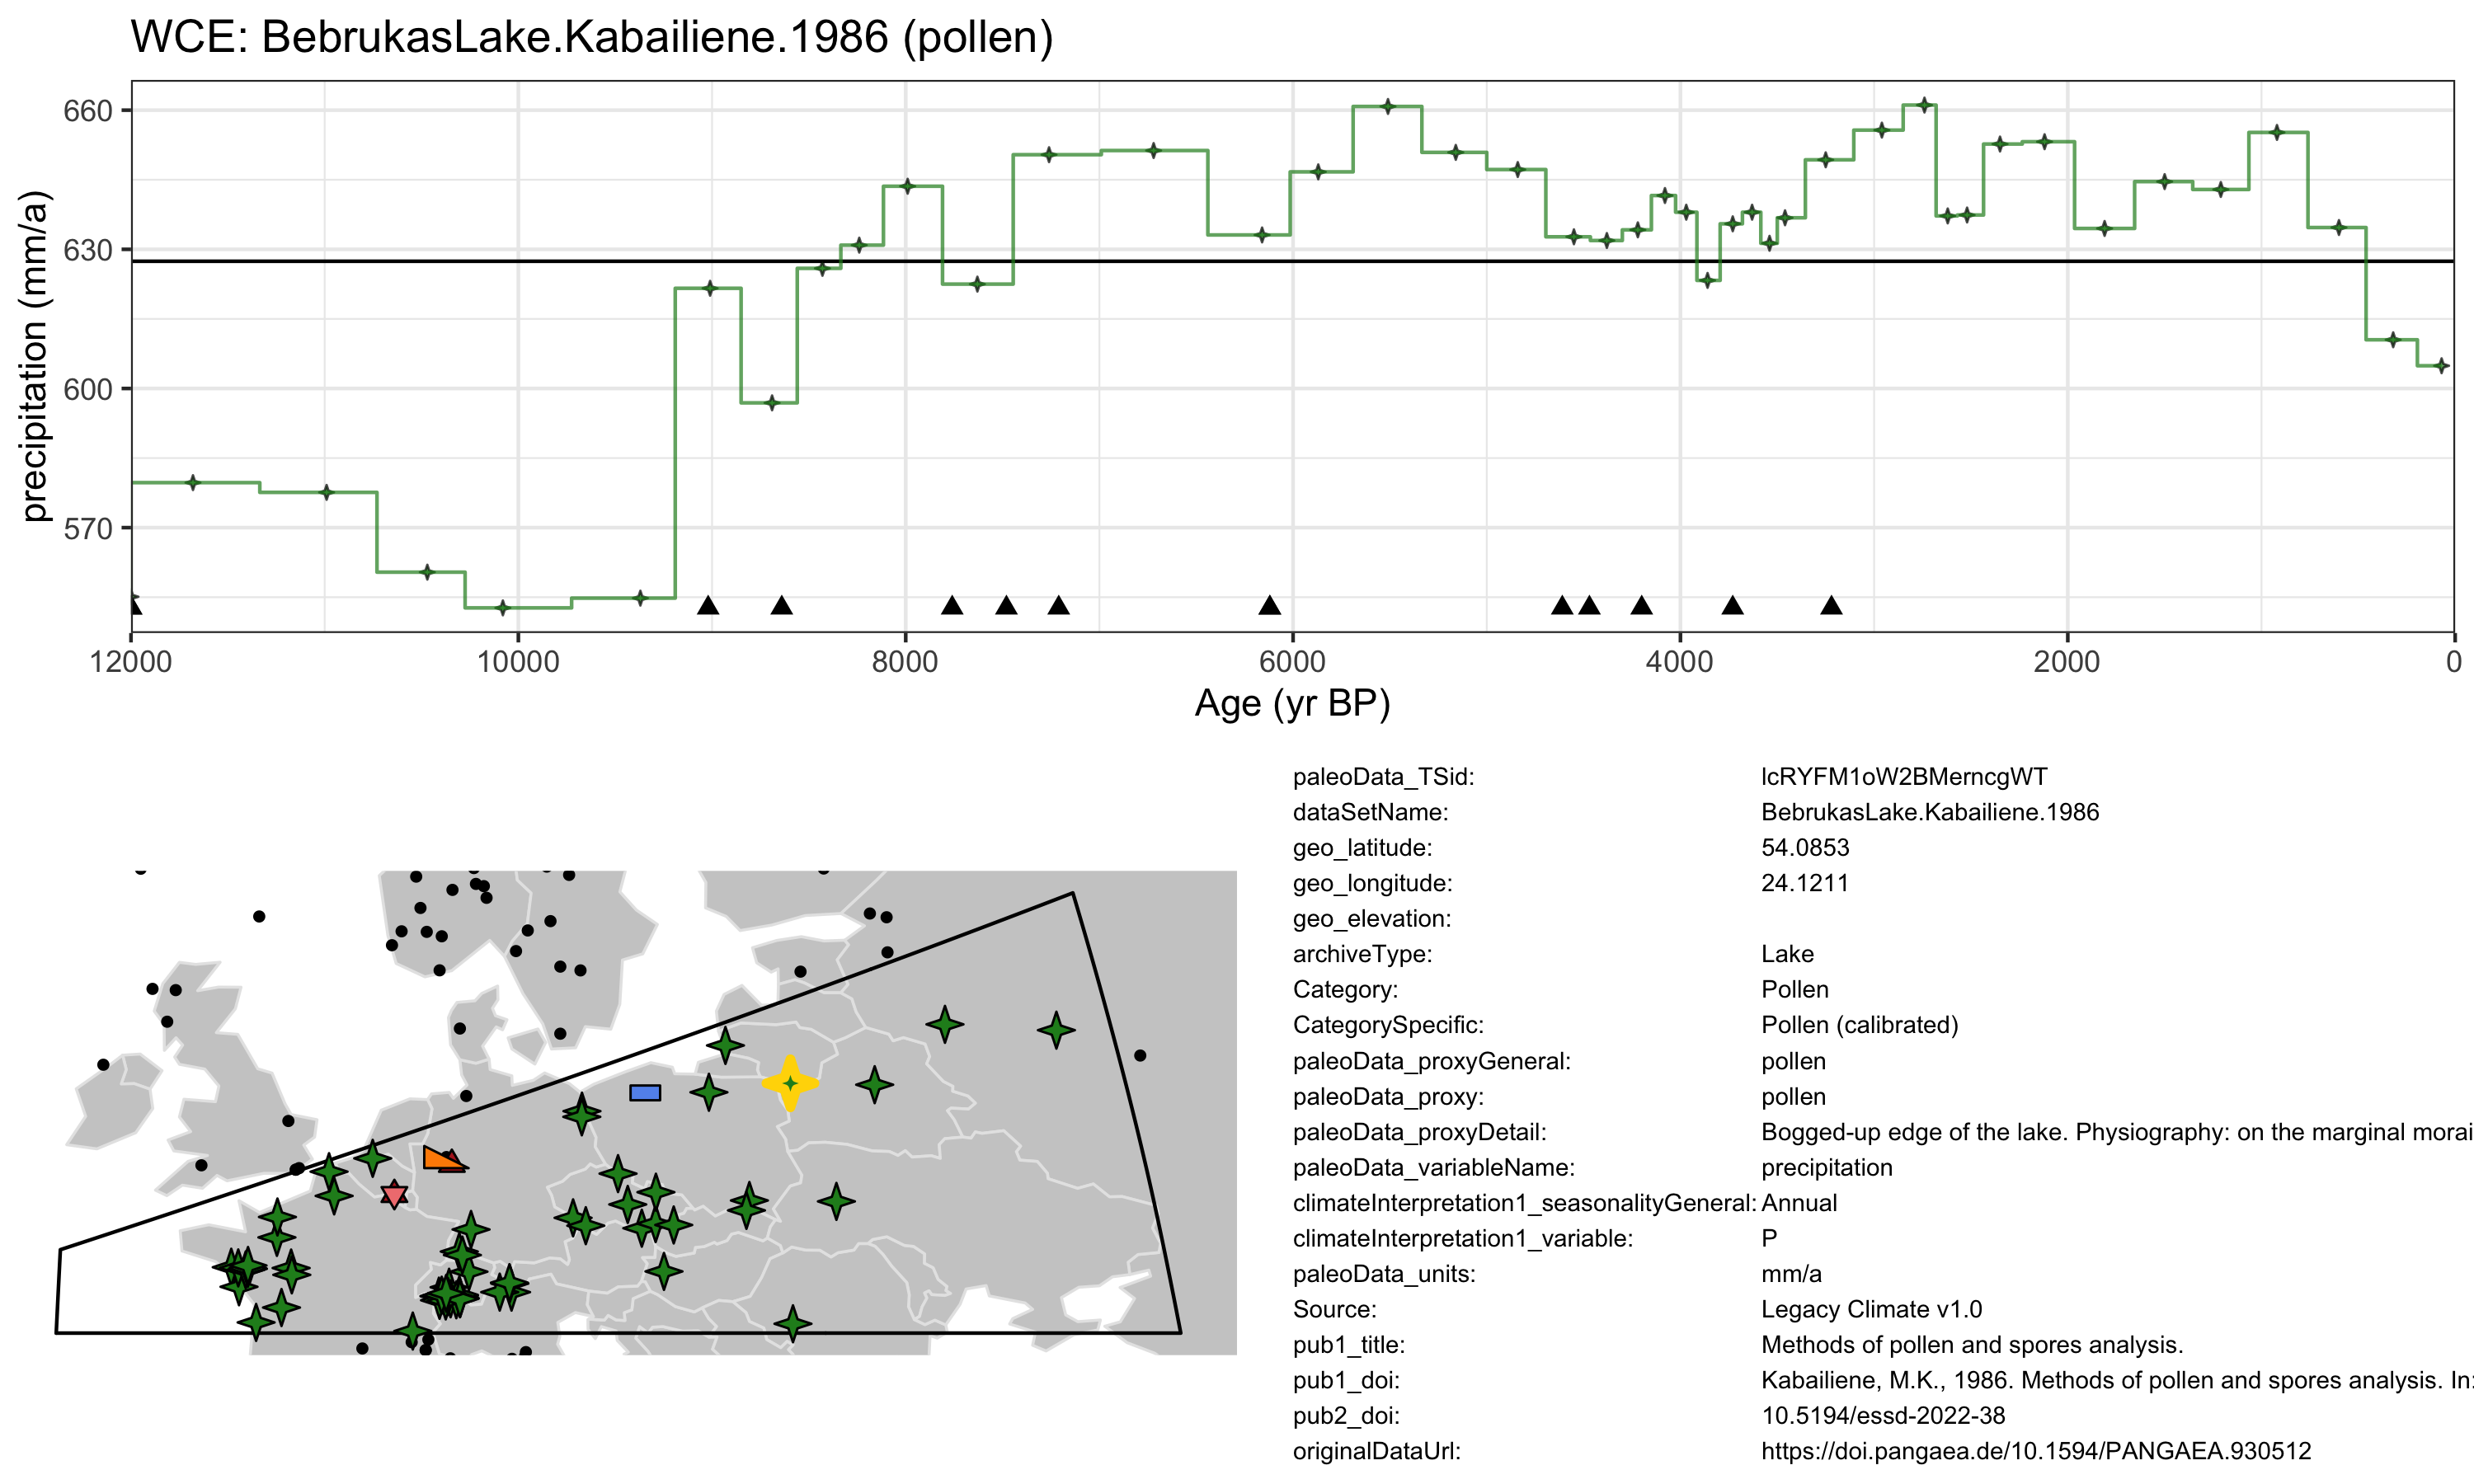 WCE: BebrukasLake.Kabailiene.1986 (pollen)
precipitation (mm/a)
660
630
600
570
12000 10000 8000 6000 4000 2000 0
Age (yr BP)
paleoData_TSid: lcRYFM1oW2BMerncgWT
dataSetName: BebrukasLake.Kabailiene.1986
geo_latitude: 54.0853
geo_longitude: 24.1211
geo_elevation:
archiveType: Lake
Category: Pollen
CategorySpecific: Pollen (calibrated)
paleoData_proxyGeneral: pollen
paleoData_proxy: pollen
paleoData_proxyDetail: Bogged-up edge of the lake. Physiography: on the marginal morai
paleoData_variableName: precipitation
climateInterpretation1_seasonalityGeneral: Annual
climateInterpretation1_variable: P
paleoData_units: mm/a
Source: Legacy Climate v1.0
pub1_title: Methods of pollen and spores analysis.
pub1_doi: Kabailiene, M.K., 1986. Methods of pollen and spores analysis. In:
pub2_doi: 10.5194/essd-2022-38
originalDataUrl: https://doi.pangaea.de/10.1594/PANGAEA.930512